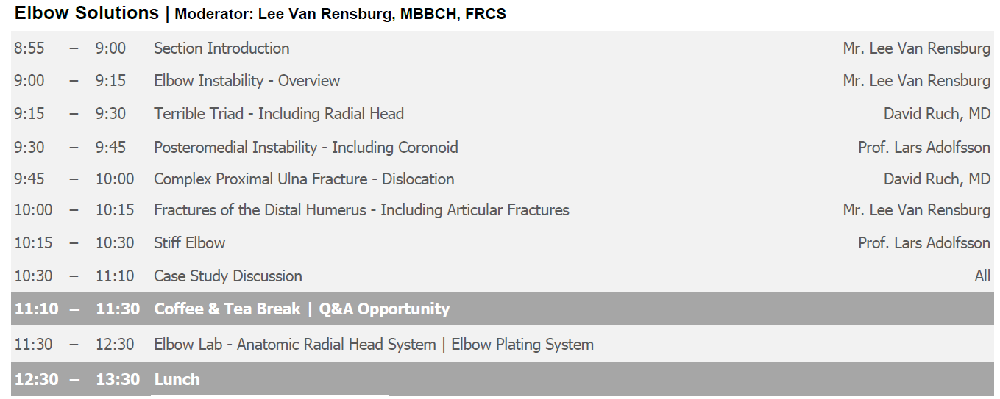 Elbow Solutions | Moderator: Lee Van Rensburg, MBBCH, FRCS
8:55 – 9:00 Section Introduction Mr. Lee Van Rensburg
9:00 – 9:15 Elbow Instability - Overview Mr. Lee Van Rensburg
9:15 – 9:30 Terrible Triad - Including Radial Head David Ruch, MD
9:30 – 9:45 Posteromedial Instability - Including Coronoid Prof. Lars Adolfsson
9:45 – 10:00 Complex Proximal Ulna Fracture - Dislocation David Ruch, MD
10:00 – 10:15 Fractures of the Distal Humerus - Including Articular Fractures Mr. Lee Van Rensburg
10:15 – 10:30 Stiff Elbow Prof. Lars Adolfsson
10:30 – 11:10 Case Study Discussion All
11:10 – 11:30 Coffee & Tea Break | Q&A Opportunity
11:30 – 12:30 Elbow Lab - Anatomic Radial Head System | Elbow Plating System
12:30 – 13:30 Lunch